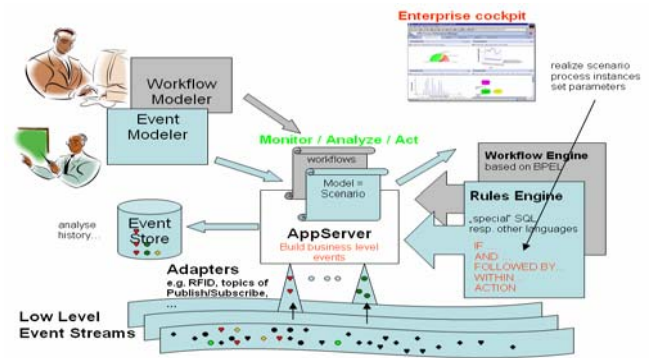 Enterprise cockpit
realize scenario
process instances
set parameters
Workflow
Modeler
Event
Modeler
Monitor / Analyze / Act
workflows
Model =
Scenario
Workflow Engine
based on BPEL
Rules Engine
„special" SQL
resp. other languages
IF ...
AND ...
FOLLOWED BY...
WITHIN ...
ACTION
analyse
history...
Event
Store
AppServer
Build business level
events
Adapters
e.g. RFID, topics of
Publish/Subscribe,
...
Low Level
Event Streams